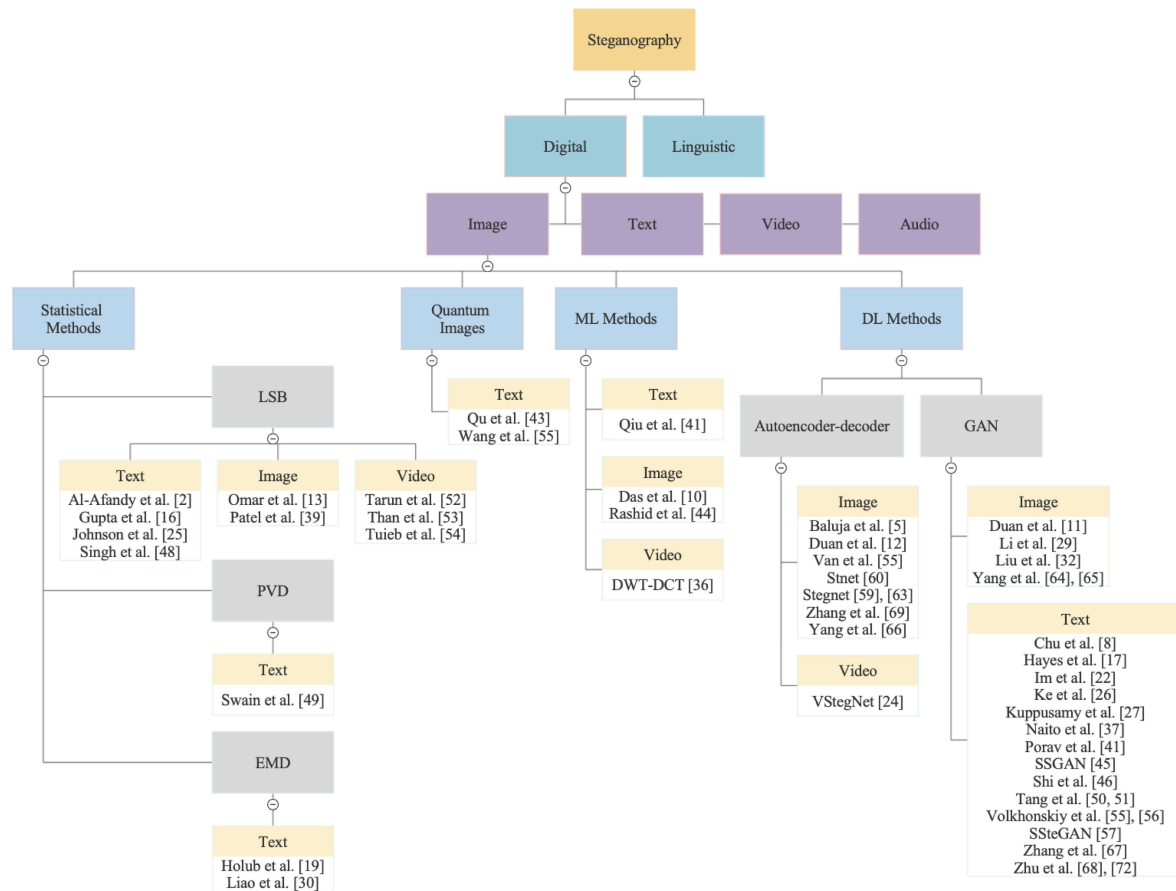 Steganography
Digital
Linguistic
Image
Text
Video
Audio
Statistical
Methods
Quantum
Images
ML Methods
DL Methods
LSB
Text
Al-Afandy et al. [2]
Gupta et al. [16]
Johnson et al. [25]
Singh et al. [48]
Image
Omar et al. [13]
Patel et al. [39]
Video
Tarun et al. [52]
Than et al. [53]
Tuieb et al. [54]
PVD
Text
Swain et al. [49]
EMD
Text
Holub et al. [19]
Liao et al. [30]
Text
Qu et al. [43]
Wang et al. [55]
Text
Qiu et al. [41]
Image
Das et al. [10]
Rashid et al. [44]
Video
DWT-DCT [36]
Autoencoder-decoder
Image
Baluja et al. [5]
Duan et al. [12]
Van et al. [55]
Stnet [60]
Stegnet [59], [63]
Zhang et al. [69]
Yang et al. [66]
Video
VStegNet [24]
GAN
Image
Duan et al. [11]
Li et al. [29]
Liu et al. [32]
Yang et al. [64], [65]
Text
Chu et al. [8]
Hayes et al. [17]
Im et al. [22]
Ke et al. [26]
Kuppusamy et al. [27]
Naito et al. [37]
Porav et al. [41]
SSGAN [45]
Shi et al. [46]
Tang et al. [50, 51]
Volkhonskiy et al. [55], [56]
SSteGAN [57]
Zhang et al. [67]
Zhu et al. [68], [72]